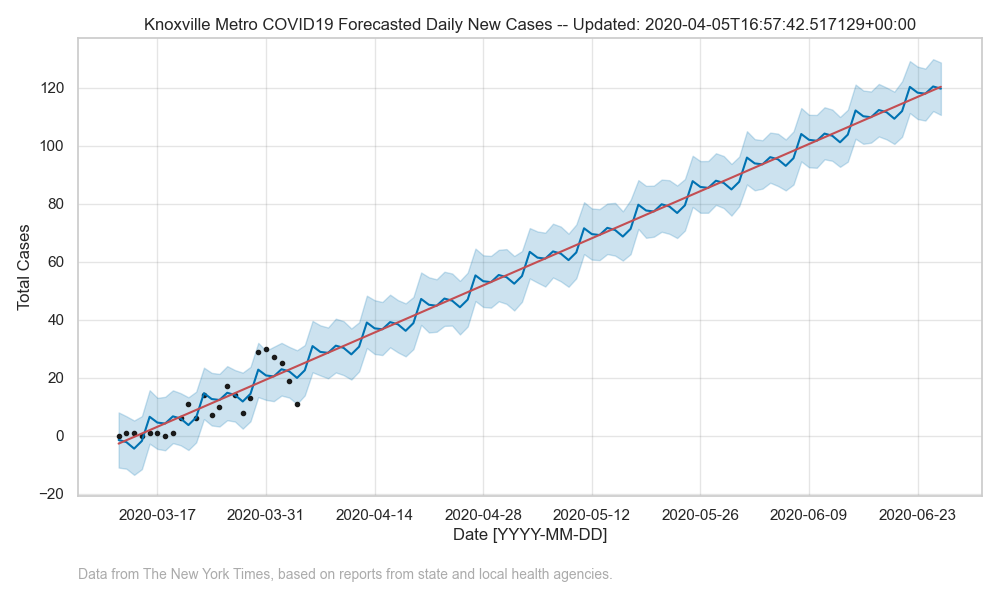 Knoxville Metro COVID19 Forecasted Daily New Cases -- Updated: 2020-04-05T16:57:42.517129+00:00
Total Cases
120
100
80
60
40
20
0
−20
2020-03-17 2020-03-31 2020-04-14 2020-04-28 2020-05-12 2020-05-26 2020-06-09 2020-06-23
Date [YYYY-MM-DD]
Data from The New York Times, based on reports from state and local health agencies.